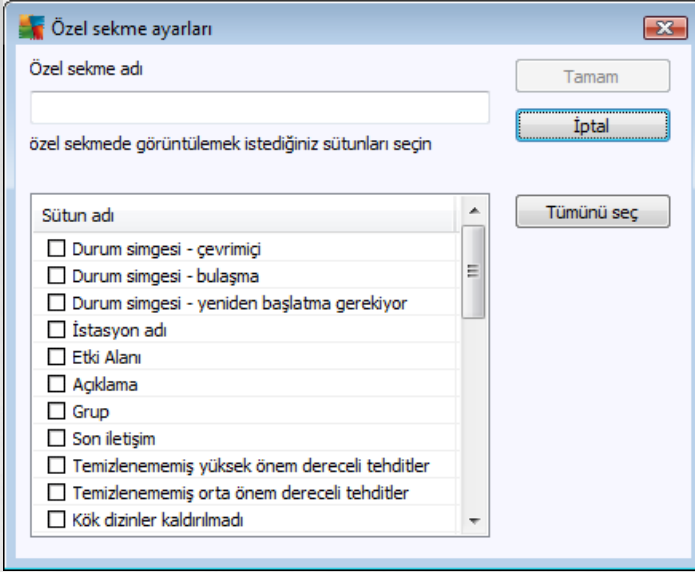 Özel sekme ayarları
Özel sekme adı
Tamam
İptal
özel sekmede görüntülemek istediğiniz sütunları seçin
Tümünü seç
Sütun adı
Durum simgesi - çevrimiçi
Durum simgesi - bulaşma
Durum simgesi - yeniden başlatma gerekiyor
İstasyon adı
Etki Alanı
Açıklama
Grup
Son iletişim
Temizlenememiş yüksek önem dereceli tehditler
Temizlenememiş orta önem dereceli tehditler
Kök dizinler kaldırılmadı